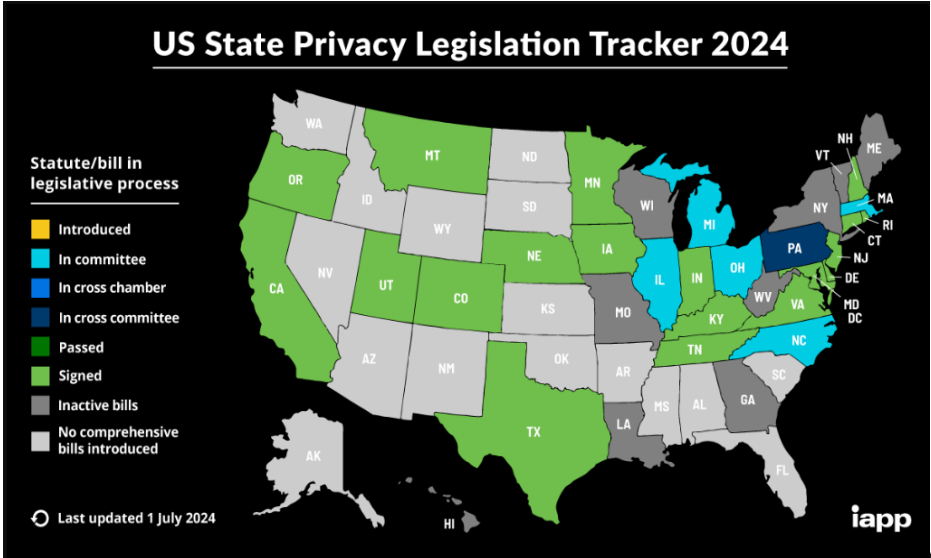 US State Privacy Legislation Tracker 2024
Statute/bill in
legislative process
Introduced
In committee
In cross chamber
In cross committee
Passed
Signed
Inactive bills
No comprehensive
bills introduced
Last updated 1 July 2024
WA
OR
CA
NV
ID
MT
WY
UT
AZ
CO
NM
ND
SD
NE
KS
OK
TX
MN
IA
MO
AR
LA
WI
IL
MI
IN
OH
KY
TN
MS
AL
GA
FL
SC
NC
VA
WV
PA
NY
VT
NH
ME
MA
RI
CT
NJ
DE
MD
DC
AK
HI
iapp